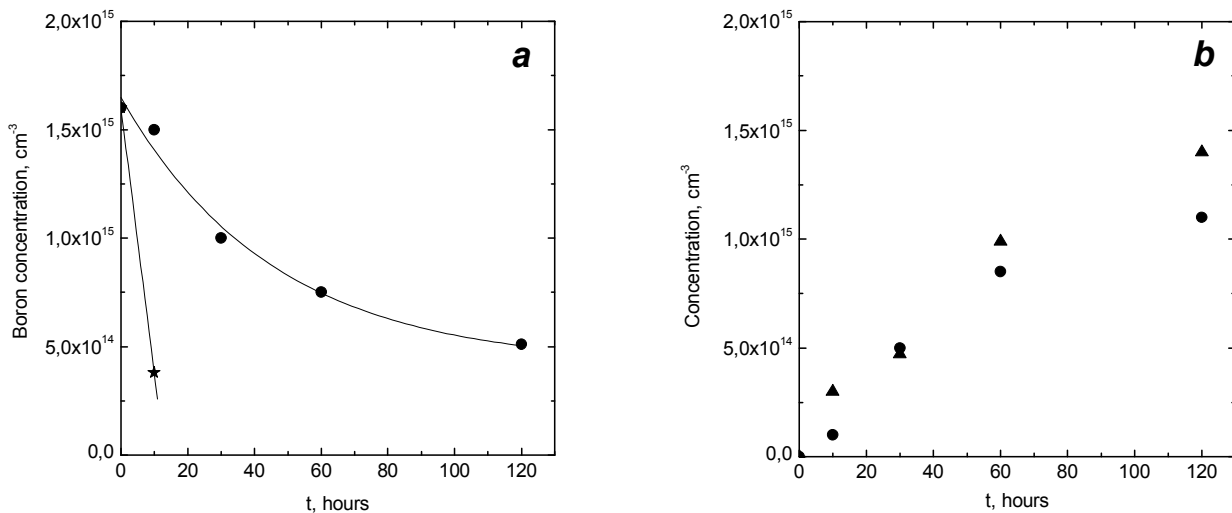 a
2,0x10^15
1,5x10^15
1,0x10^15
5,0x10^14
0,0
Boron concentration, cm^-3
0 20 40 60 80 100 120
t, hours
b
2,0x10^15
1,5x10^15
1,0x10^15
5,0x10^14
0,0
Concentration, cm^-3
0 20 40 60 80 100 120
t, hours